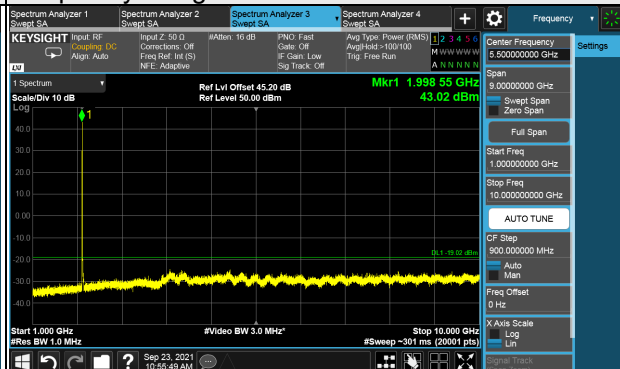 Spectrum Analyzer 1
Swept SA
Spectrum Analyzer 2
Swept SA
Spectrum Analyzer 3
Swept SA
Spectrum Analyzer 4
Swept SA
+
Frequency
KEYSIGHT
Input: RF
Coupling: DC
Align: Auto
LXI
Input Z: 50 Ω
Corrections: Off
Freq Ref: Int (S)
NFE: Adaptive
#Atten: 16 dB
PNO: Fast
Gate: Off
IF Gain: Low
Sig Track: Off
Avg Type: Power (RMS)
Avg|Hold:>100/100
Trig: Free Run
1 2 3 4 5 6
M W W W W W
A N N N N N
1 Spectrum
Scale/Div 10 dB
Log
Ref Lvl Offset 45.20 dB
Ref Level 50.00 dBm
Mkr1 1.998 55 GHz
43.02 dBm
1
40.0
30.0
20.0
10.0
0.00
-10.0
-20.0
-30.0
-40.0
DL1 -19.02 dBm
Start 1.000 GHz
#Res BW 1.0 MHz
#Video BW 3.0 MHz*
Stop 10.000 GHz
#Sweep ~301 ms (20001 pts)
Sep 23, 2021
10:55:49 AM
Center Frequency
5.500000000 GHz
Settings
Span
9.00000000 GHz
Swept Span
Zero Span
Full Span
Start Freq
1.000000000 GHz
Stop Freq
10.000000000 GHz
AUTO TUNE
CF Step
900.000000 MHz
Auto
Man
Freq Offset
0 Hz
X Axis Scale
Log
Lin
Signal Track